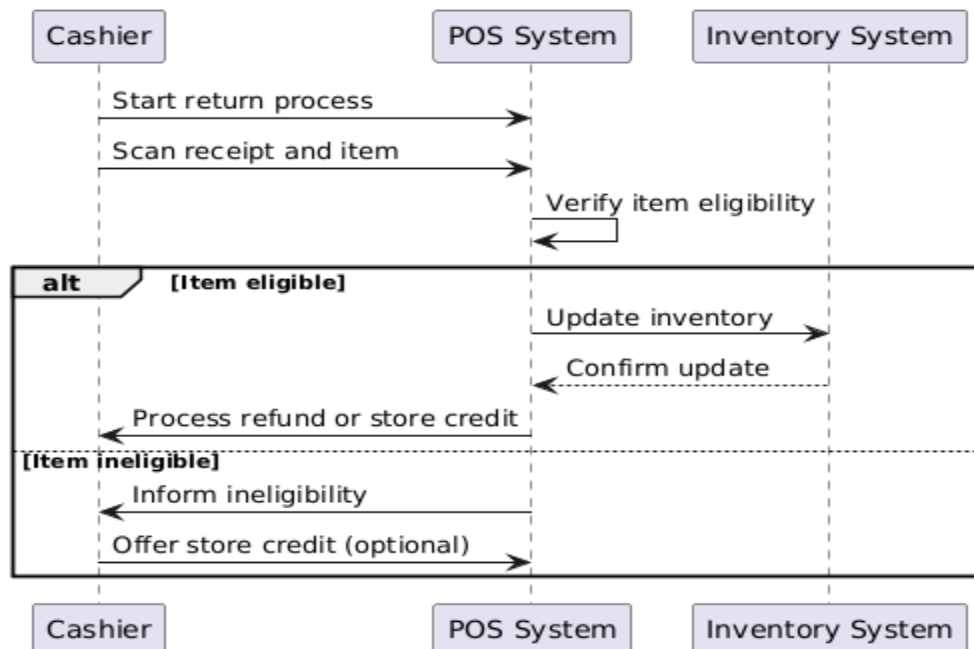 Cashier POS System Inventory System
Start return process
Scan receipt and item
Verify item eligibility
alt [Item eligible]
Update inventory
Confirm update
Process refund or store credit
[Item ineligible]
Inform ineligibility
Offer store credit (optional)
Cashier POS System Inventory System